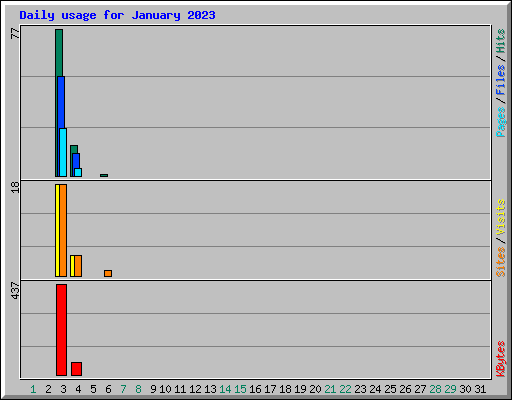 Daily usage for January 2023
77
Pages / Files / Hits
18
Sites / Visits
437
KBytes
1 2 3 4 5 6 7 8 9 10 11 12 13 14 15 16 17 18 19 20 21 22 23 24 25 26 27 28 29 30 31